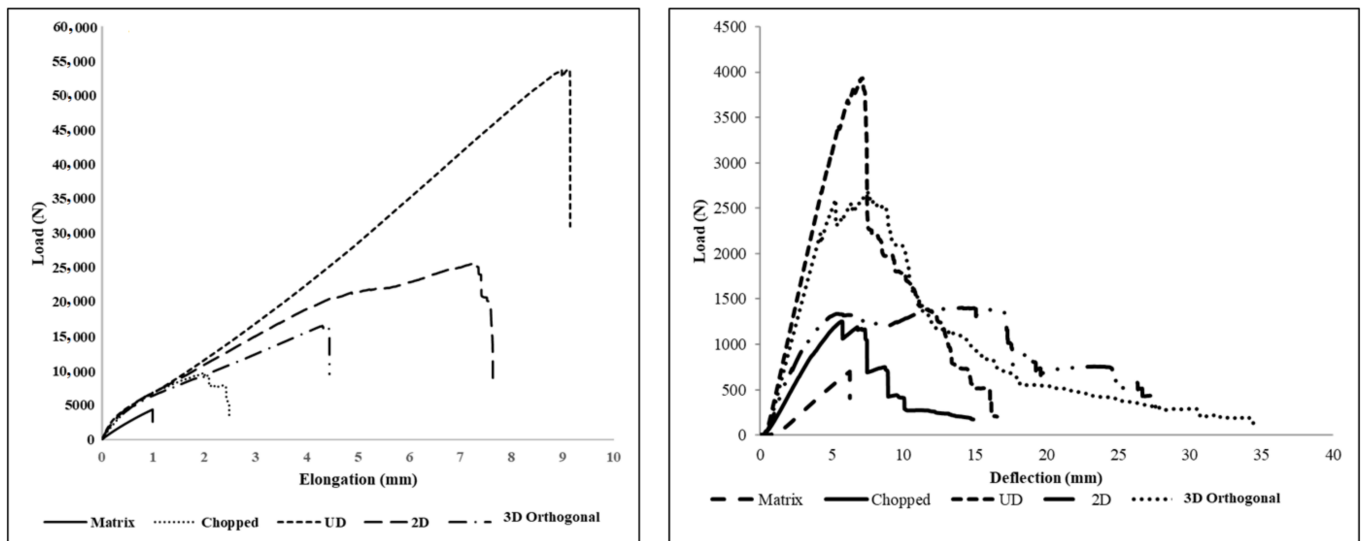 60,000
55,000
50,000
45,000
40,000
35,000
30,000
25,000
20,000
15,000
10,000
5000
0
Load (N)
0 1 2 3 4 5 6 7 8 9 10
Elongation (mm)
Matrix Chopped UD 2D 3D Orthogonal
4500
4000
3500
3000
2500
2000
1500
1000
500
0
Load (N)
0 5 10 15 20 25 30 35 40
Deflection (mm)
Matrix Chopped UD 2D 3D Orthogonal